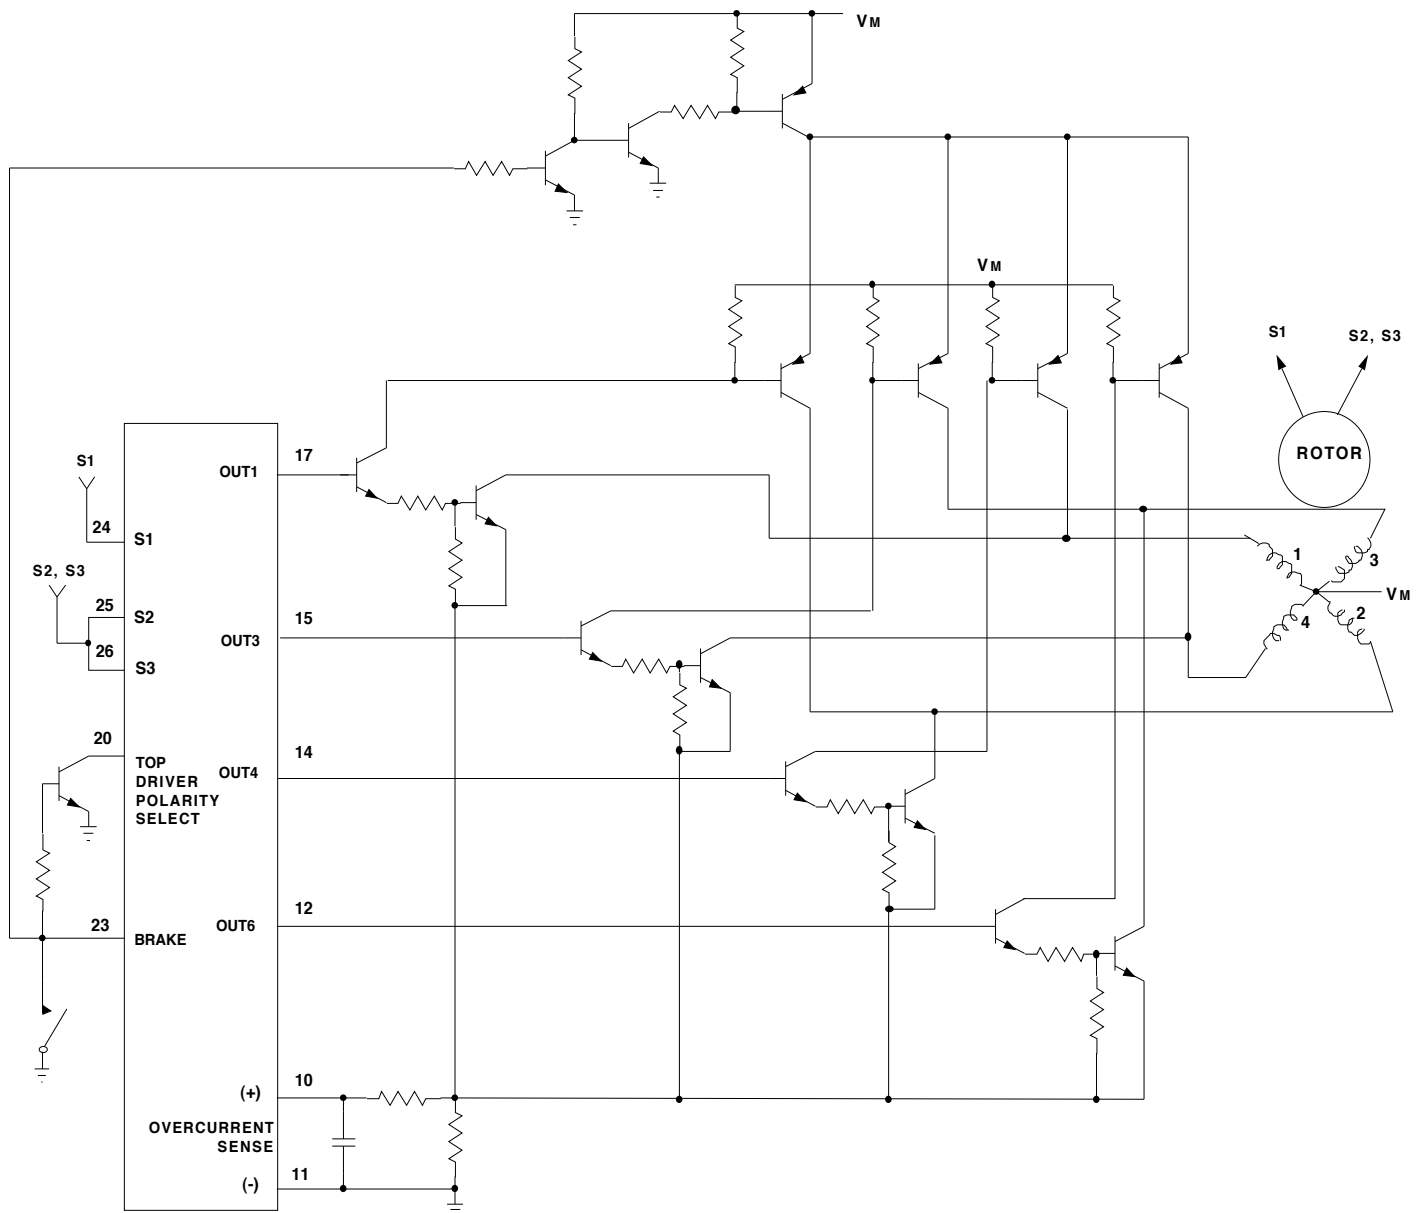 VM
VM
S1
S2, S3
ROTOR
S1
24
S1
S2, S3
25
S2
26
S3
20
TOP
DRIVER
POLARITY
SELECT
23
BRAKE
OUT1
17
OUT3
15
OUT4
14
OUT6
12
(+)
10
OVERCURRENT
SENSE
(-)
11
1
3
VM
2
4